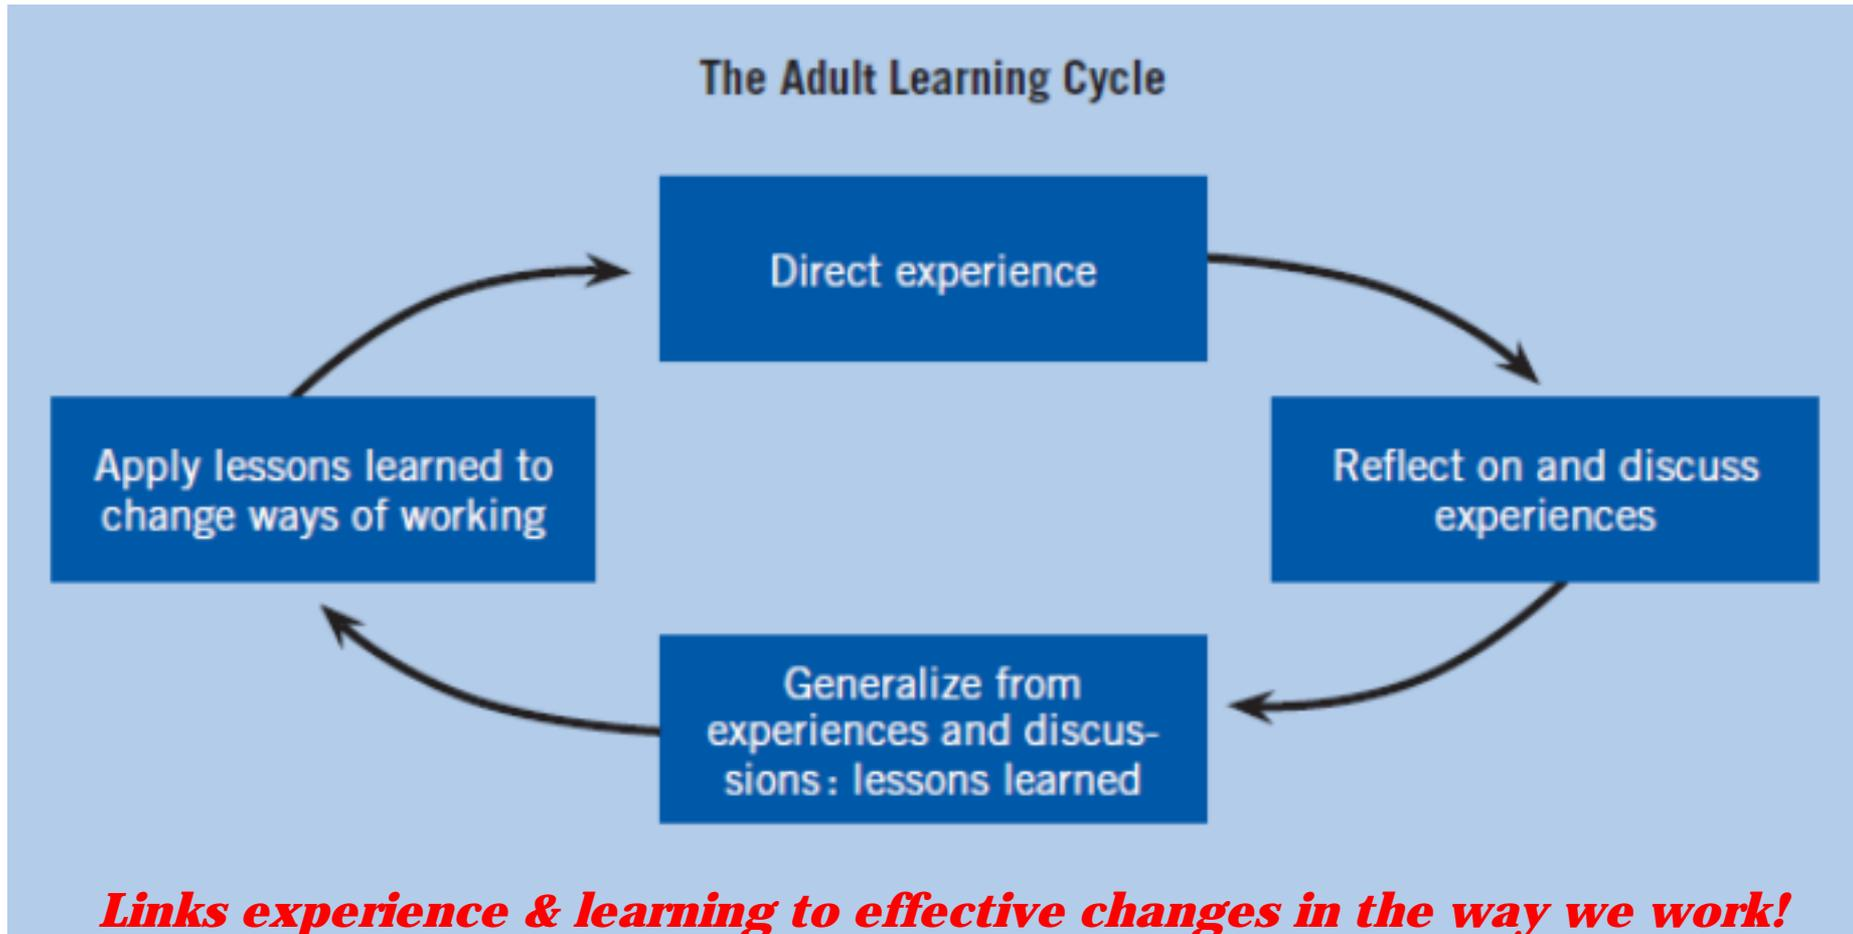 The Adult Learning Cycle
Direct experience
Reflect on and discuss
experiences
Generalize from
experiences and discus-
sions : lessons learned
Apply lessons learned to
change ways of working
Links experience & learning to effective changes in the way we work!